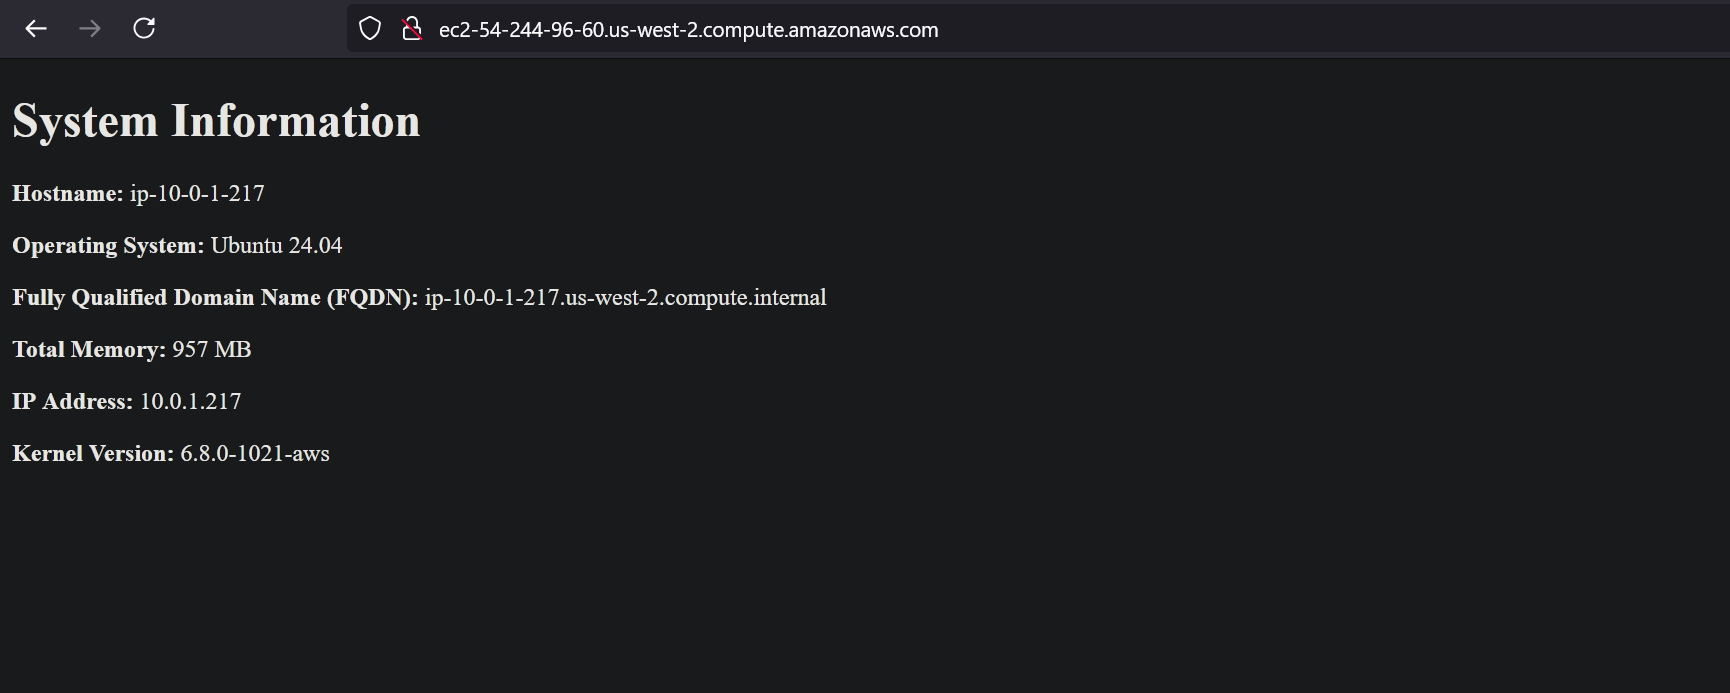 ec2-54-244-96-60.us-west-2.compute.amazonaws.com
System Information
Hostname: ip-10-0-1-217
Operating System: Ubuntu 24.04
Fully Qualified Domain Name (FQDN): ip-10-0-1-217.us-west-2.compute.internal
Total Memory: 957 MB
IP Address: 10.0.1.217
Kernel Version: 6.8.0-1021-aws